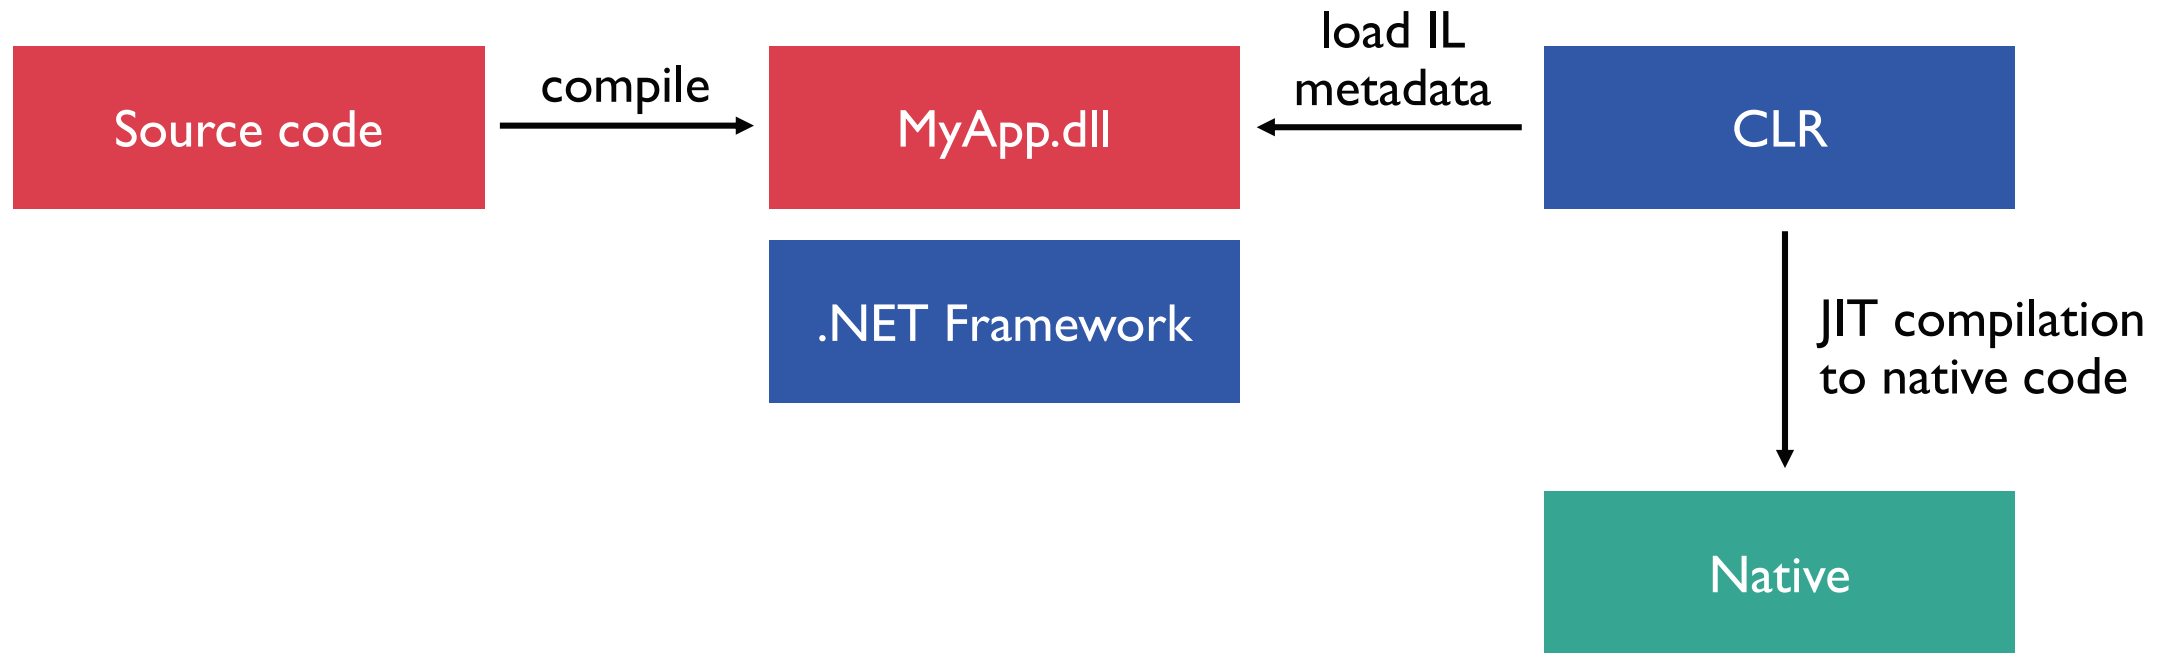 Source code
compile
MyApp.dll
load IL
metadata
CLR
.NET Framework
JIT compilation
to native code
Native